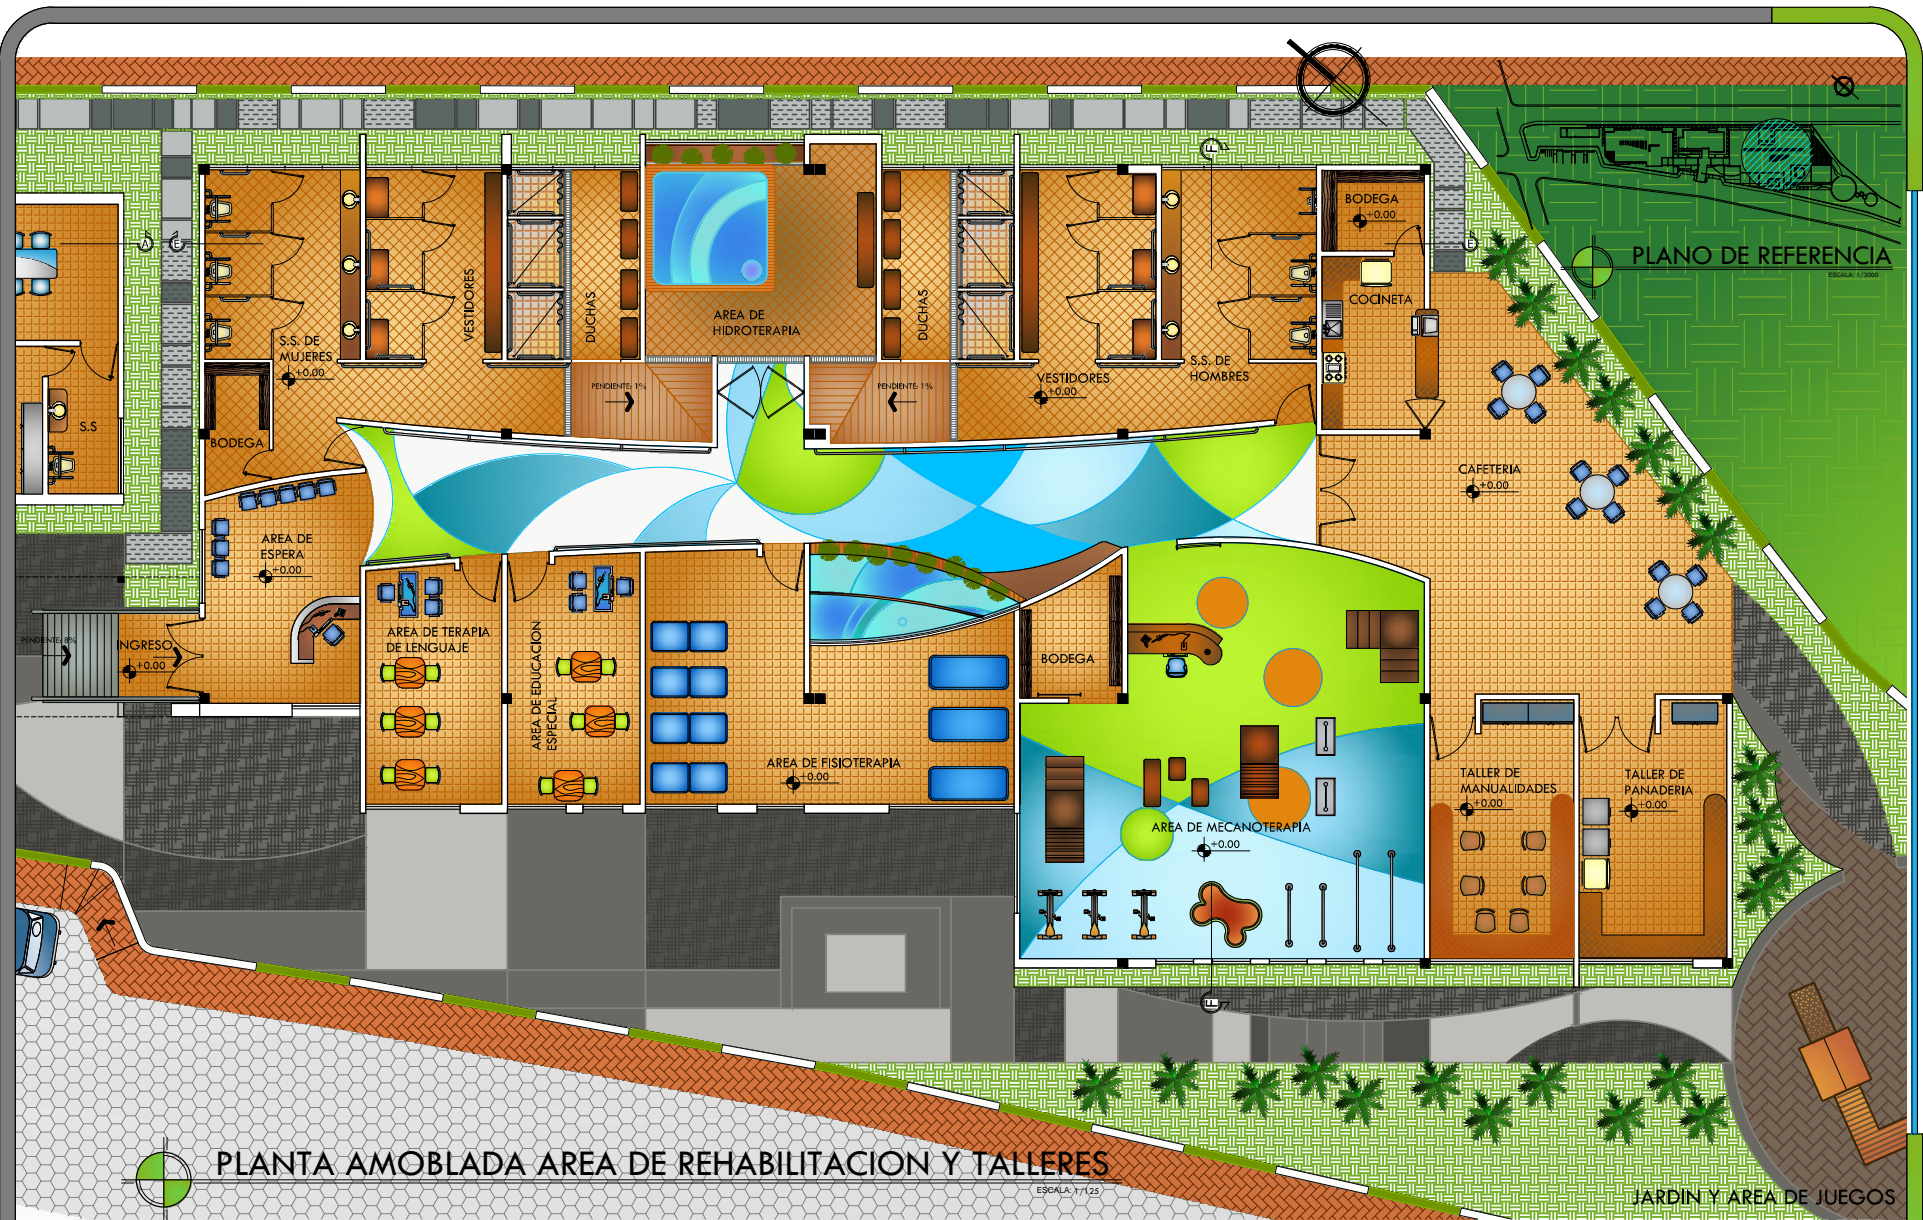 BODEGA
+0.00
PLANO DE REFERENCIA
ESCALA: 1/3000
COCINETA
VESTIDORES
DUCHAS
AREA DE
HIDROTERAPIA
DUCHAS
S.S. DE
MUJERES
+0.00
PENDIENTE: 1%
PENDIENTE: 1%
VESTIDORES
+0.00
S.S. DE
HOMBRES
S.S
BODEGA
CAFETERIA
+0.00
AREA DE
ESPERA
+0.00
PENDIENTE: 8%
INGRESO
+0.00
AREA DE TERAPIA
DE LENGUAJE
AREA DE EDUCACION
ESPECIAL
BODEGA
AREA DE FISIOTERAPIA
+0.00
TALLER DE
MANUALIDADES
+0.00
TALLER DE
PANADERIA
+0.00
AREA DE MECANOTERAPIA
+0.00
A
E
E
F
F
PLANTA AMOBLADA AREA DE REHABILITACION Y TALLERES
ESCALA: 1/125
JARDIN Y AREA DE JUEGOS